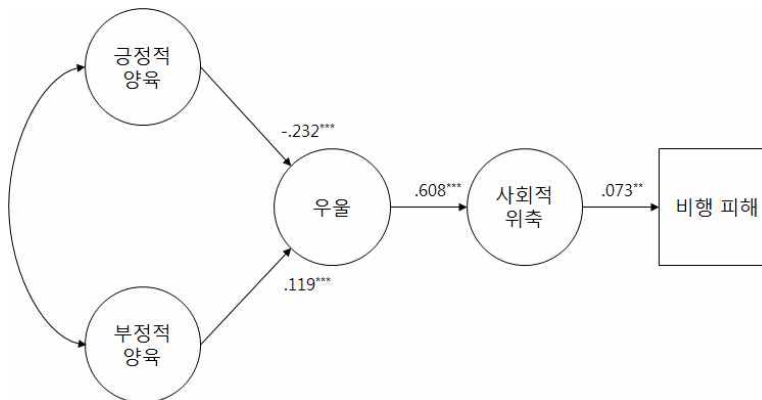 긍정적
양육
-.232***
우울
.608***
사회적
위축
.073**
비행 피해
.119***
부정적
양육